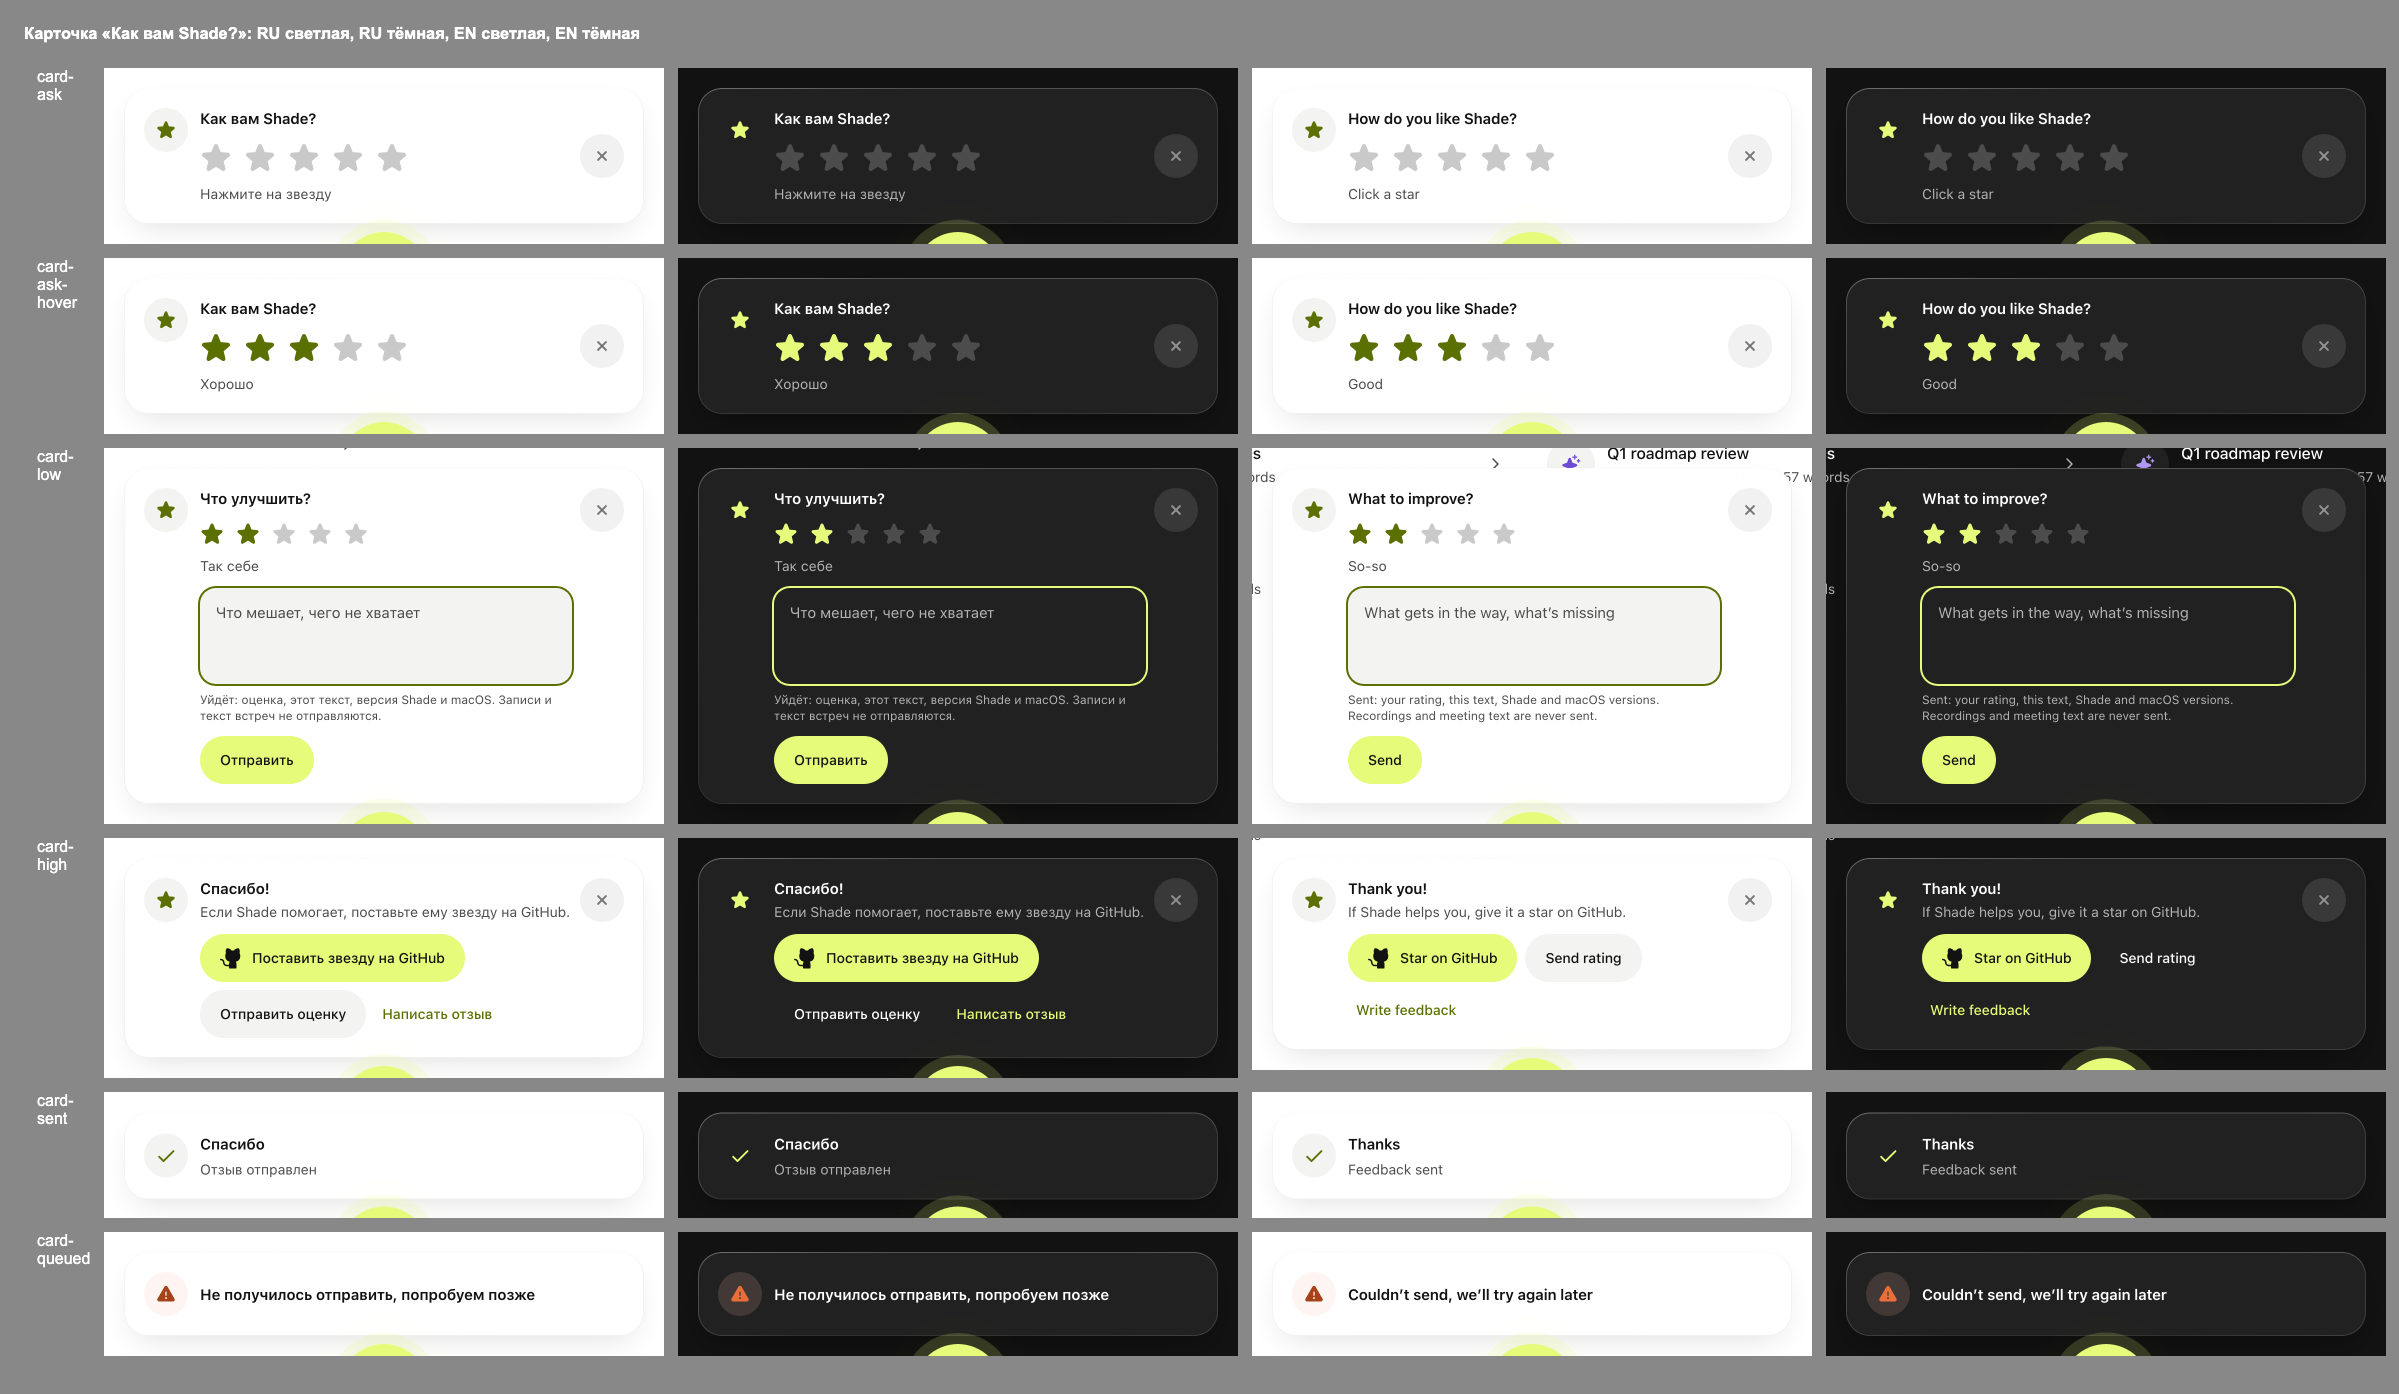 Карточка «Как вам Shade?»: RU светлая, RU тёмная, EN светлая, EN тёмная
card-
ask
Как вам Shade?
Нажмите на звезду
Как вам Shade?
Нажмите на звезду
How do you like Shade?
Click a star
How do you like Shade?
Click a star
card-
ask-
hover
Как вам Shade?
Хорошо
Как вам Shade?
Хорошо
How do you like Shade?
Good
How do you like Shade?
Good
card-
low
Что улучшить?
Так себе
Что мешает, чего не хватает
Уйдёт: оценка, этот текст, версия Shade и macOS. Записи и
текст встреч не отправляются.
Отправить
Что улучшить?
Так себе
Что мешает, чего не хватает
Уйдёт: оценка, этот текст, версия Shade и macOS. Записи и
текст встреч не отправляются.
Отправить
Q1 roadmap review
What to improve?
So-so
What gets in the way, what's missing
Sent: your rating, this text, Shade and macOS versions.
Recordings and meeting text are never sent.
Send
Q1 roadmap review
What to improve?
So-so
What gets in the way, what's missing
Sent: your rating, this text, Shade and macOS versions.
Recordings and meeting text are never sent.
Send
card-
high
Спасибо!
Если Shade помогает, поставьте ему звезду на GitHub.
Поставить звезду на GitHub
Отправить оценку Написать отзыв
Спасибо!
Если Shade помогает, поставьте ему звезду на GitHub.
Поставить звезду на GitHub
Отправить оценку Написать отзыв
Thank you!
If Shade helps you, give it a star on GitHub.
Star on GitHub Send rating
Write feedback
Thank you!
If Shade helps you, give it a star on GitHub.
Star on GitHub Send rating
Write feedback
card-
sent
Спасибо
Отзыв отправлен
Спасибо
Отзыв отправлен
Thanks
Feedback sent
Thanks
Feedback sent
card-
queued
Не получилось отправить, попробуем позже
Не получилось отправить, попробуем позже
Couldn't send, we'll try again later
Couldn't send, we'll try again later